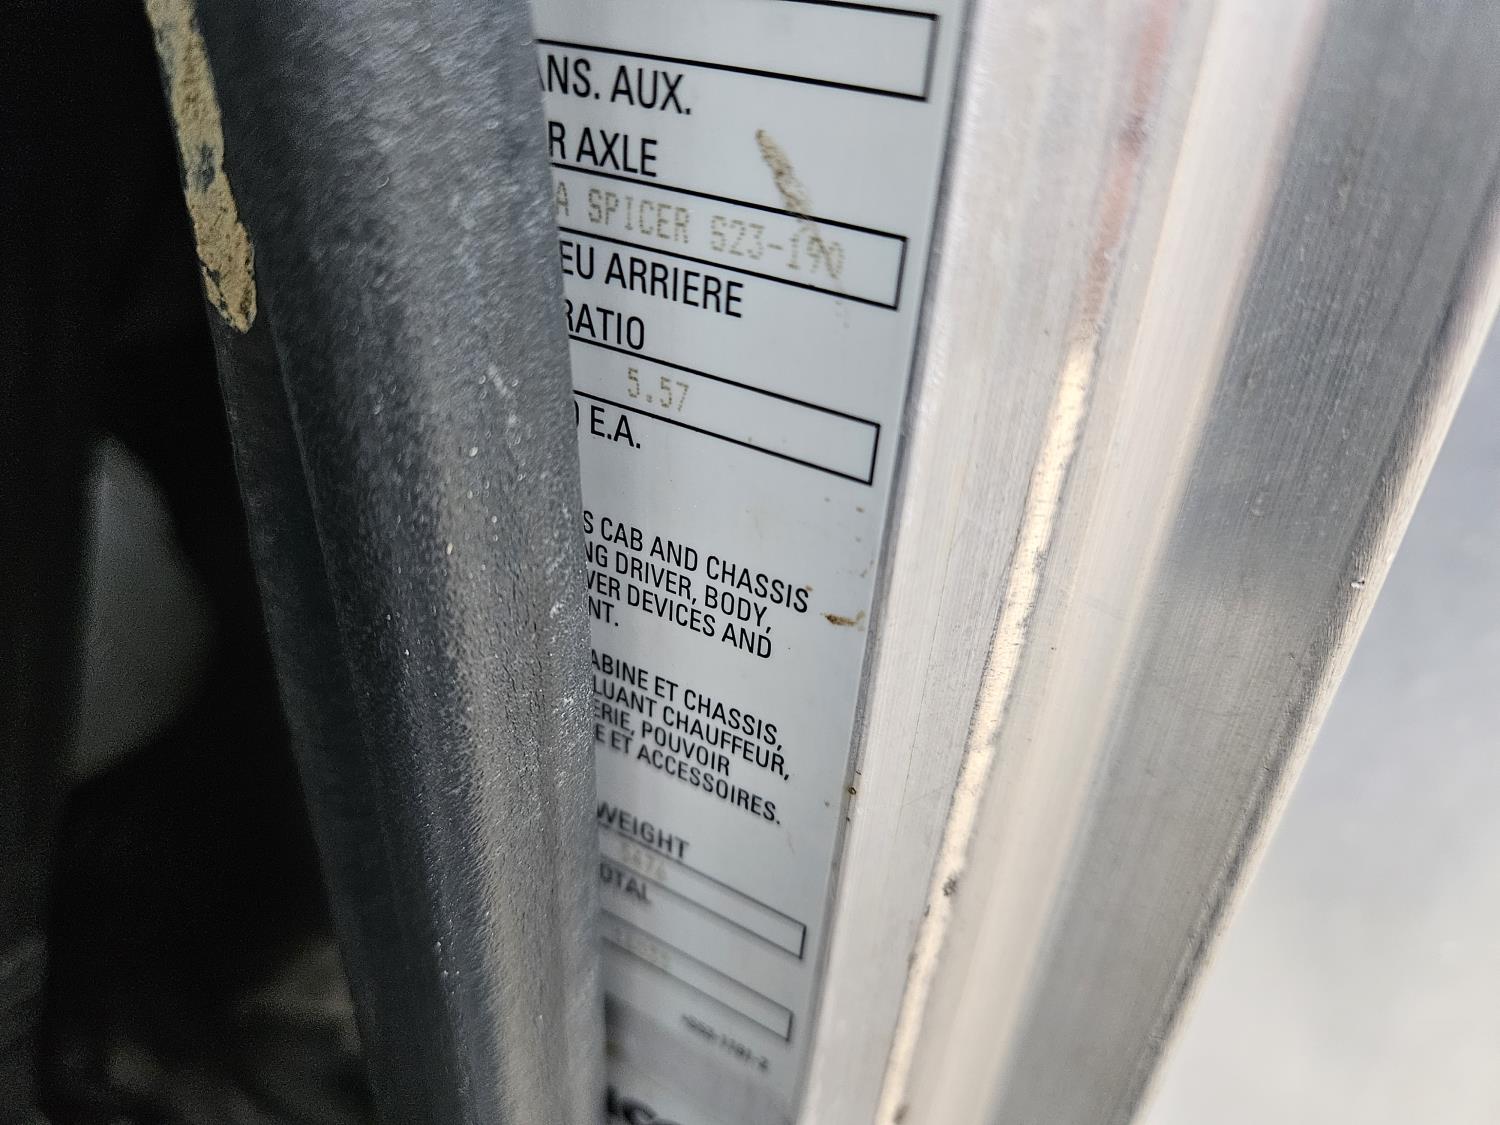 ANS. AUX.
R AXLE
A SPICER S23-190
EU ARRIERE
RATIO
5.57
E.A.
S CAB AND CHASSIS
NG DRIVER, BODY,
VER DEVICES AND
NT.
ABINE ET CHASSIS,
LUANT CHAUFFEUR,
ERIE, POUVOIR
E ET ACCESSOIRES.
WEIGHT
OTAL